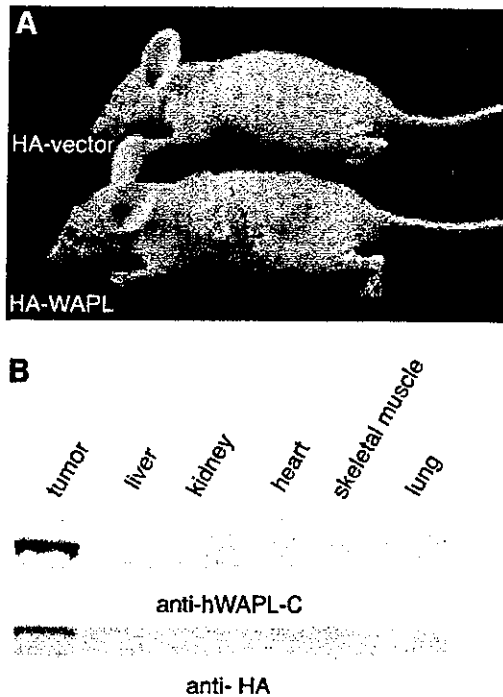 A
HA-vector
HA-WAPL
B
tumor
liver
kidney
heart
skeletal muscle
lung
anti-hWAPL-C
anti- HA